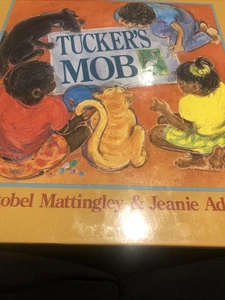 TUCKER'S
MOB
obel Mattingley & Jeanie Ad